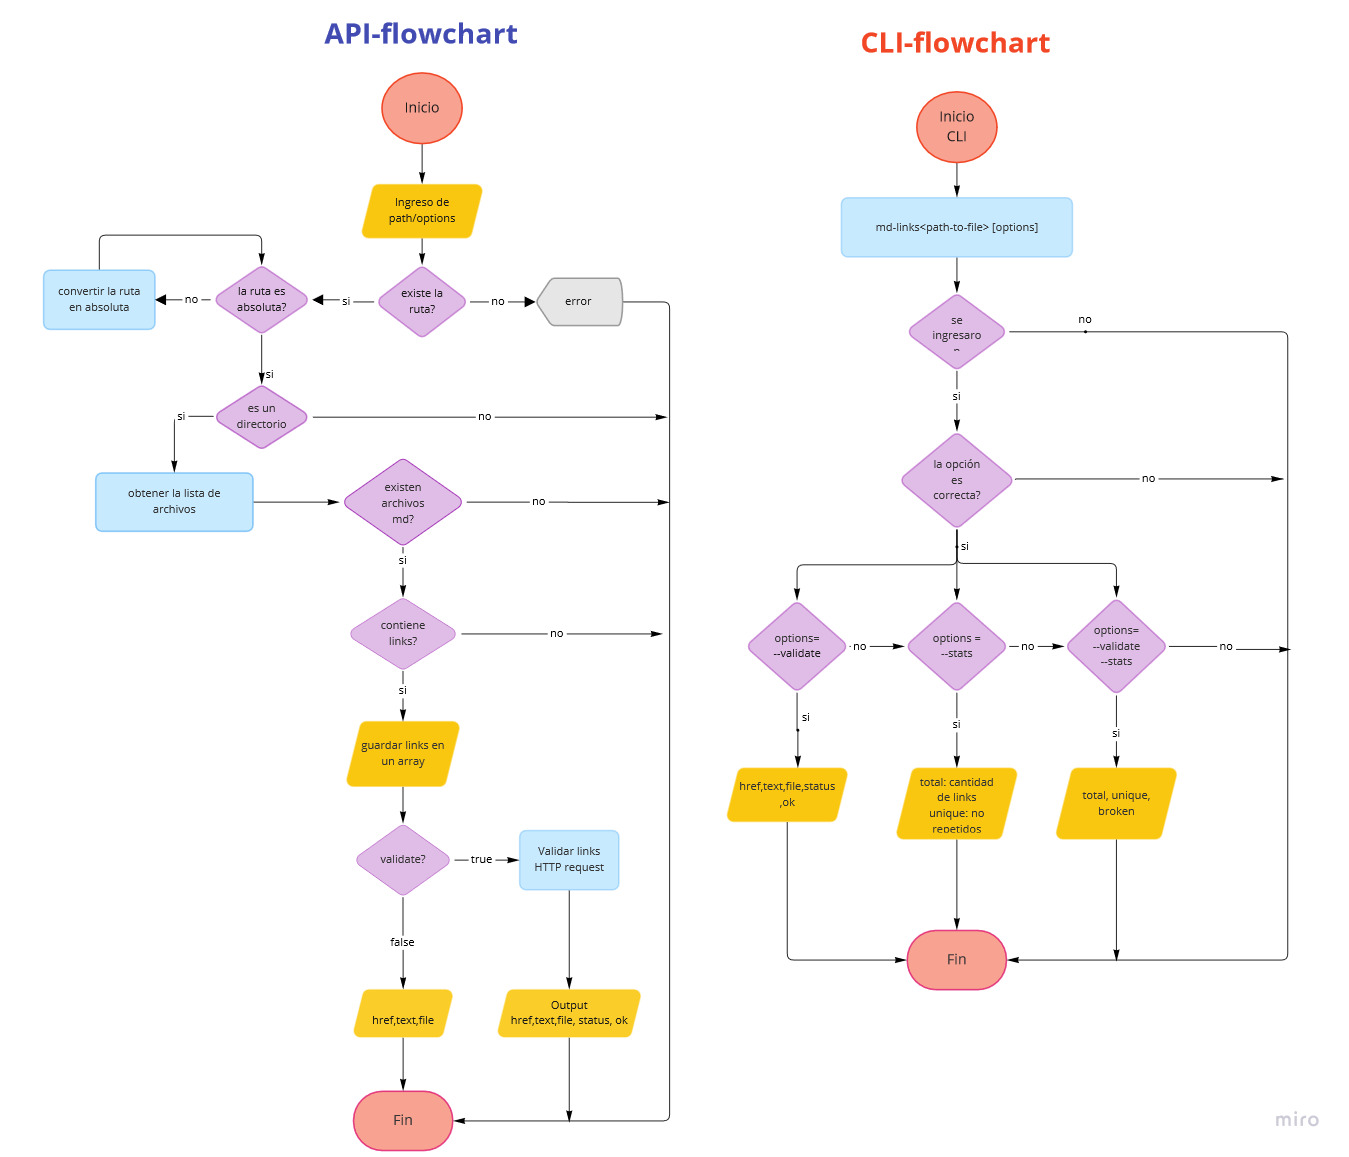 API-flowchart
Inicio
Ingreso de
path/options
existe la
ruta?
si
no
error
la ruta es
absoluta?
no
convertir la ruta
en absoluta
si
es un
directorio
si
no
obtener la lista de
archivos
existen
archivos
md?
no
si
contiene
links?
no
si
guardar links en
un array
validate?
true
Validar links
HTTP request
false
href,text,file
Output
href,text,file, status, ok
Fin
CLI-flowchart
Inicio
CLI
md-links<path-to-file> [options]
se
ingresaro
n
no
si
la opción
es
correcta?
no
si
options=
--validate
no
options =
--stats
no
options=
--validate
--stats
no
si
si
si
href,text,file,status
,ok
total: cantidad
de links
unique: no
repetidos
total, unique,
broken
Fin
miro